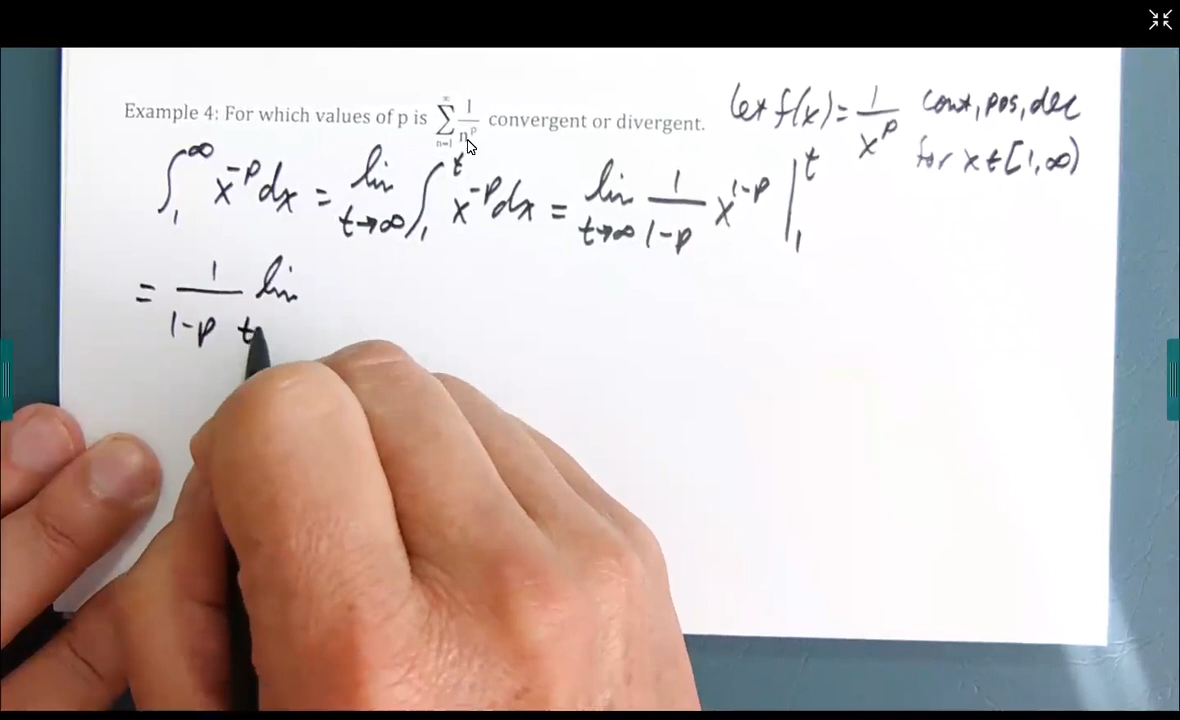 Example 4: For which values of p is ∑_{n=1}^{∞} 1/n^p convergent or divergent.
let f(x) = 1/x^p cont, pos, dec
for x ∈ [1, ∞)
∫_1^∞ x^{-p} dx = lim_{t→∞} ∫_1^t x^{-p} dx = lim_{t→∞} 1/(1-p) x^{1-p} |_1^t
= 1/(1-p) lim t